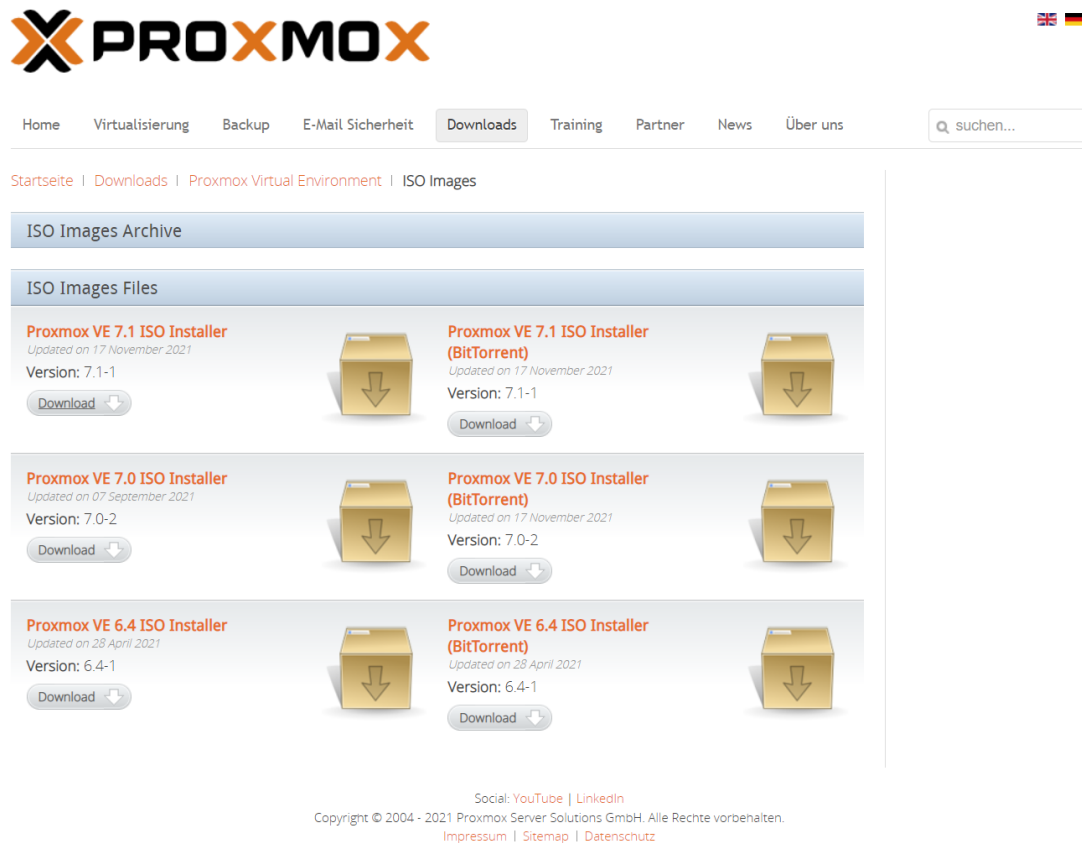 PROXMOX
Home Virtualisierung Backup E-Mail Sicherheit Downloads Training Partner News Über uns suchen...
Startseite | Downloads | Proxmox Virtual Environment | ISO Images
ISO Images Archive
ISO Images Files
Proxmox VE 7.1 ISO Installer
Updated on 17 November 2021
Version: 7.1-1
Download
Proxmox VE 7.1 ISO Installer
(BitTorrent)
Updated on 17 November 2021
Version: 7.1-1
Download
Proxmox VE 7.0 ISO Installer
Updated on 07 September 2021
Version: 7.0-2
Download
Proxmox VE 7.0 ISO Installer
(BitTorrent)
Updated on 17 November 2021
Version: 7.0-2
Download
Proxmox VE 6.4 ISO Installer
Updated on 28 April 2021
Version: 6.4-1
Download
Proxmox VE 6.4 ISO Installer
(BitTorrent)
Updated on 28 April 2021
Version: 6.4-1
Download
Social: YouTube | LinkedIn
Copyright © 2004 - 2021 Proxmox Server Solutions GmbH. Alle Rechte vorbehalten.
Impressum | Sitemap | Datenschutz